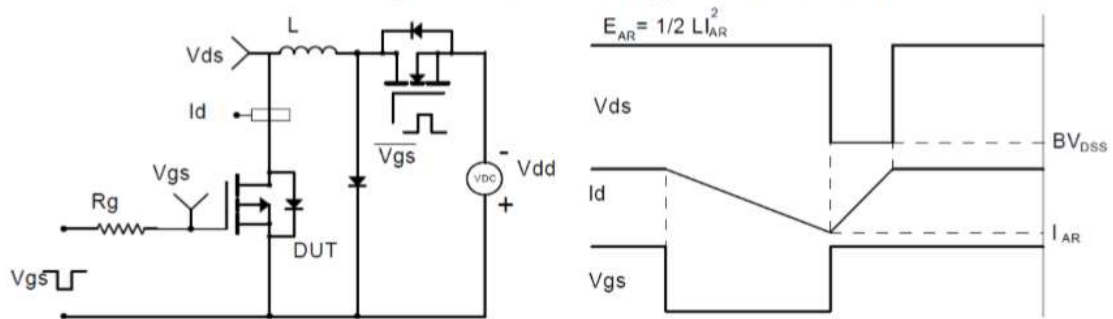 L
Vds
Id
Vgs
Vgs
-
Vdd
VDC
+
Vgs
Rg
DUT
Vgs
E_AR= 1/2 LI_AR^2
Vds
BV_DSS
Id
I_AR
Vgs